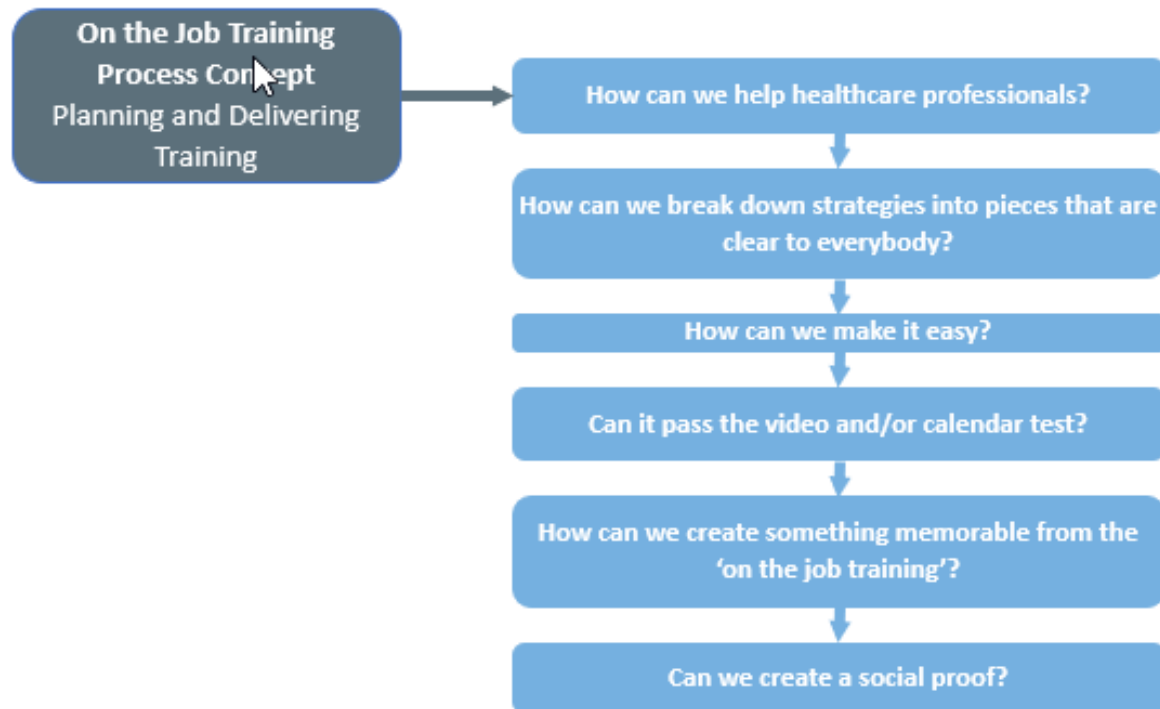 On the Job Training
Process Concept
Planning and Delivering
Training
How can we help healthcare professionals?
How can we break down strategies into pieces that are
clear to everybody?
How can we make it easy?
Can it pass the video and/or calendar test?
How can we create something memorable from the
‘on the job training’?
Can we create a social proof?